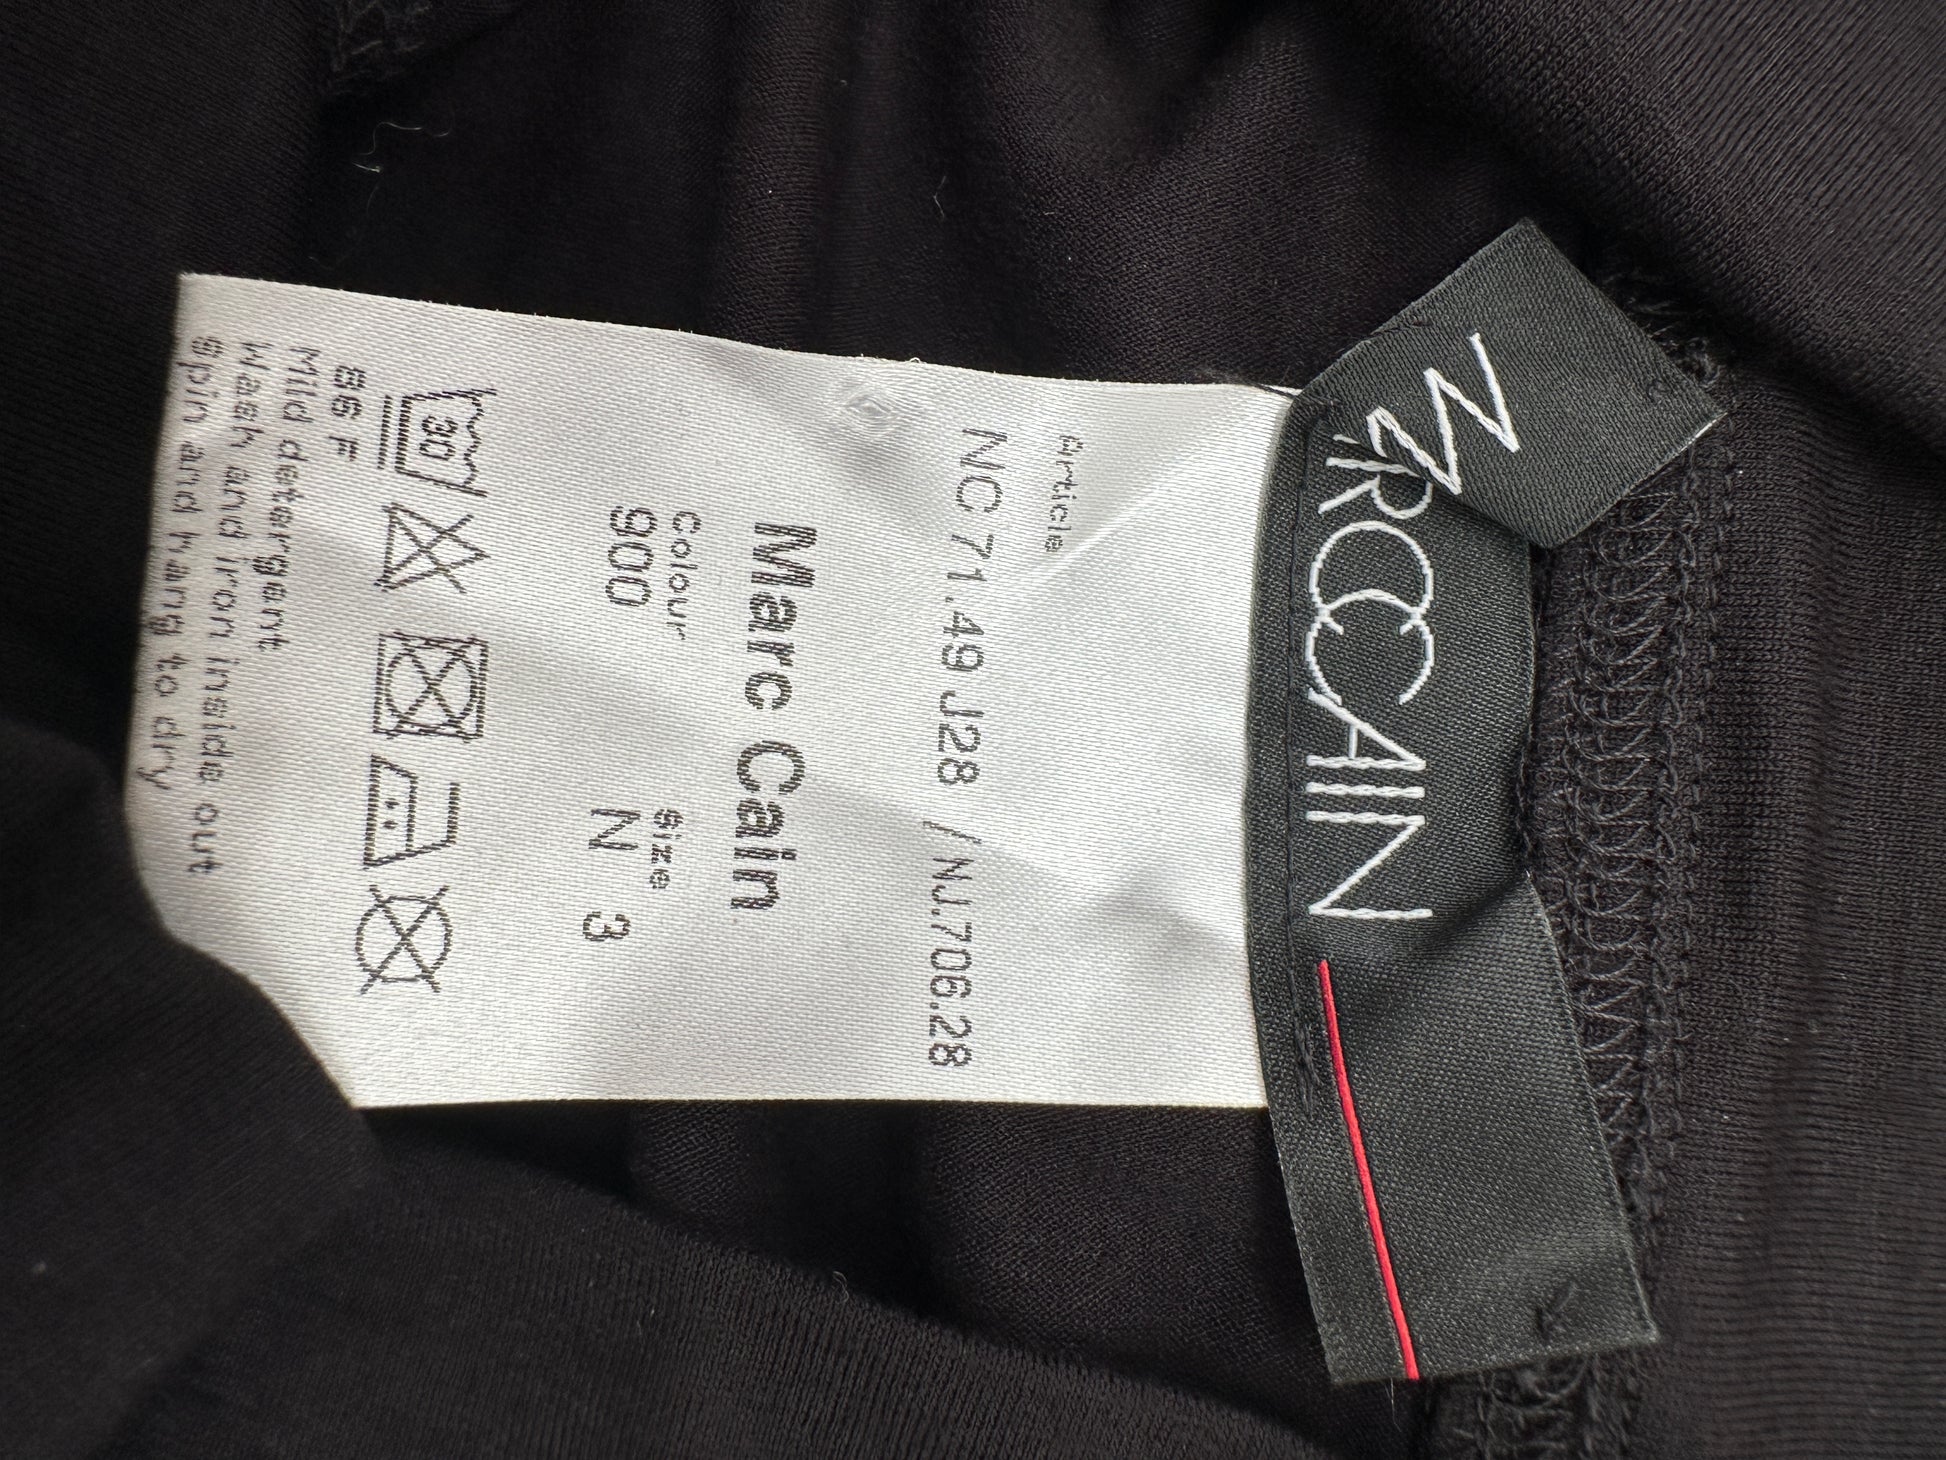 MARCCAIN
Article
NC 71.49 J28 / NJ.706.28
Marc Cain
Colour
900
Size
N 3
30
86 F
Mild detergent
Wash and iron inside out
Spin and hang to dry